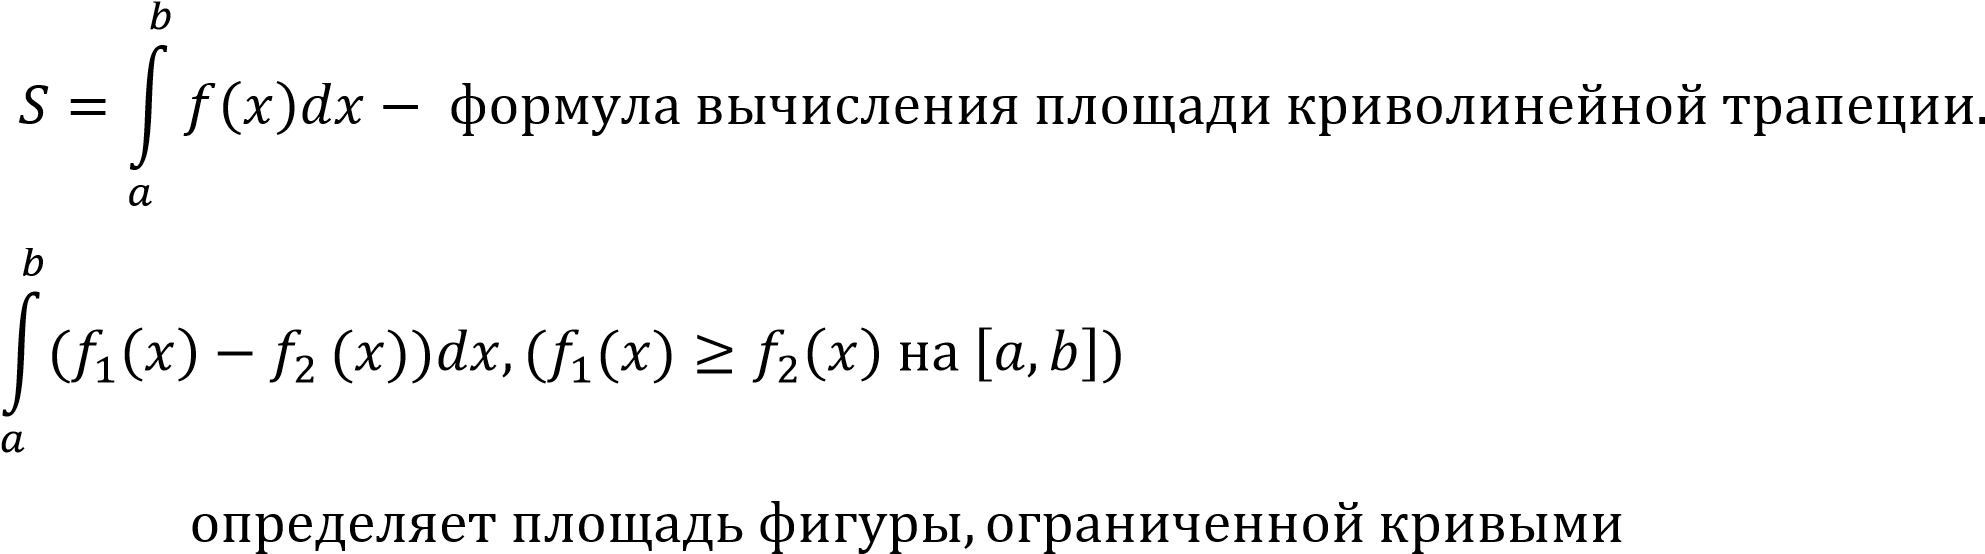 S = ∫_a^b f(x)dx − формула вычисления площади криволинейной трапеции.
∫_a^b (f₁(x) − f₂ (x))dx, (f₁(x) ≥ f₂(x) на [a, b])
определяет площадь фигуры, ограниченной кривыми